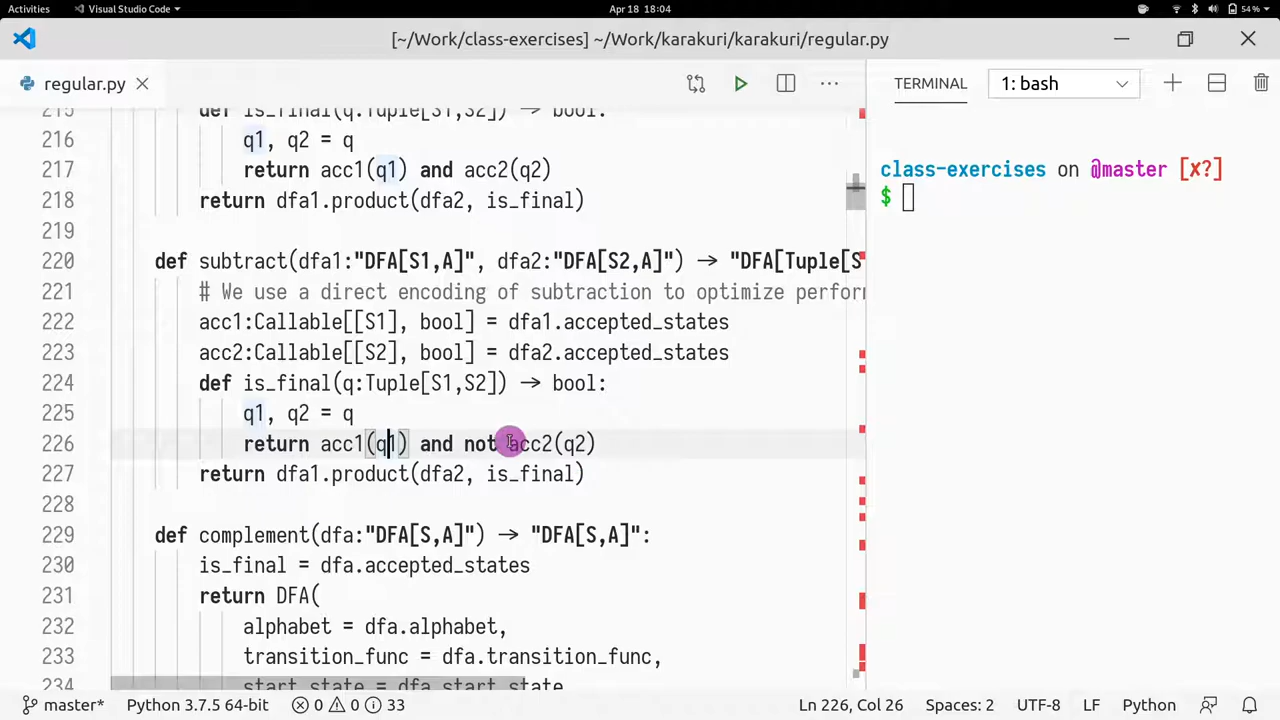 Activities
Visual Studio Code
Apr 18 18:04
54 %
[~/Work/class-exercises] ~/Work/karakuri/karakuri/regular.py
regular.py
TERMINAL
1: bash
215 def is_final(q:Tuple[S1,S2]) → bool:
216 q1, q2 = q
217 return acc1(q1) and acc2(q2)
218 return dfa1.product(dfa2, is_final)
219
220 def subtract(dfa1:"DFA[S1,A]", dfa2:"DFA[S2,A]") → "DFA[Tuple[S
221 # We use a direct encoding of subtraction to optimize perfor
222 acc1:Callable[[S1], bool] = dfa1.accepted_states
223 acc2:Callable[[S2], bool] = dfa2.accepted_states
224 def is_final(q:Tuple[S1,S2]) → bool:
225 q1, q2 = q
226 return acc1(q1) and not acc2(q2)
227 return dfa1.product(dfa2, is_final)
228
229 def complement(dfa:"DFA[S,A]") → "DFA[S,A]":
230 is_final = dfa.accepted_states
231 return DFA(
232 alphabet = dfa.alphabet,
233 transition_func = dfa.transition_func,
234 start_state = dfa.start_state
class-exercises on @master [✗?]
$
master* Python 3.7.5 64-bit 0 0 33
Ln 226, Col 26 Spaces: 2 UTF-8 LF Python